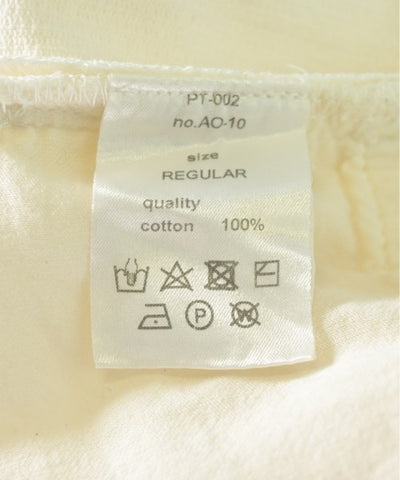 PT-002
no.AO-10
size
REGULAR
quality
cotton 100%
P
W